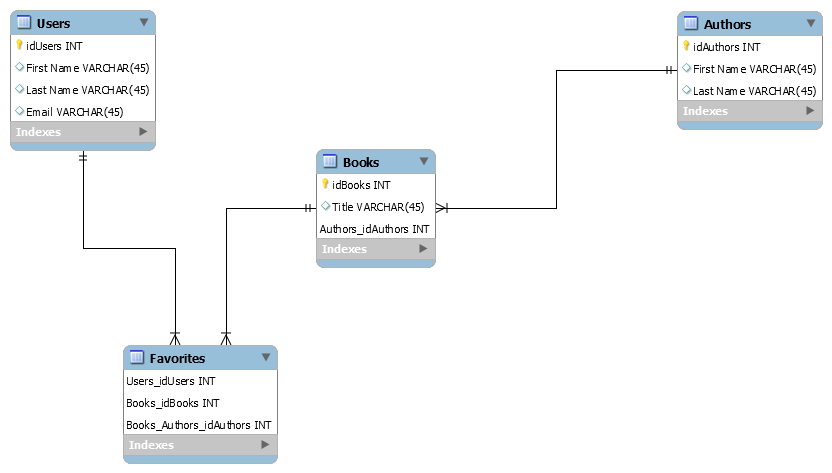 Users
idUsers INT
First Name VARCHAR(45)
Last Name VARCHAR(45)
Email VARCHAR(45)
Indexes
Authors
idAuthors INT
First Name VARCHAR(45)
Last Name VARCHAR(45)
Indexes
Books
idBooks INT
Title VARCHAR(45)
Authors_idAuthors INT
Indexes
Favorites
Users_idUsers INT
Books_idBooks INT
Books_Authors_idAuthors INT
Indexes